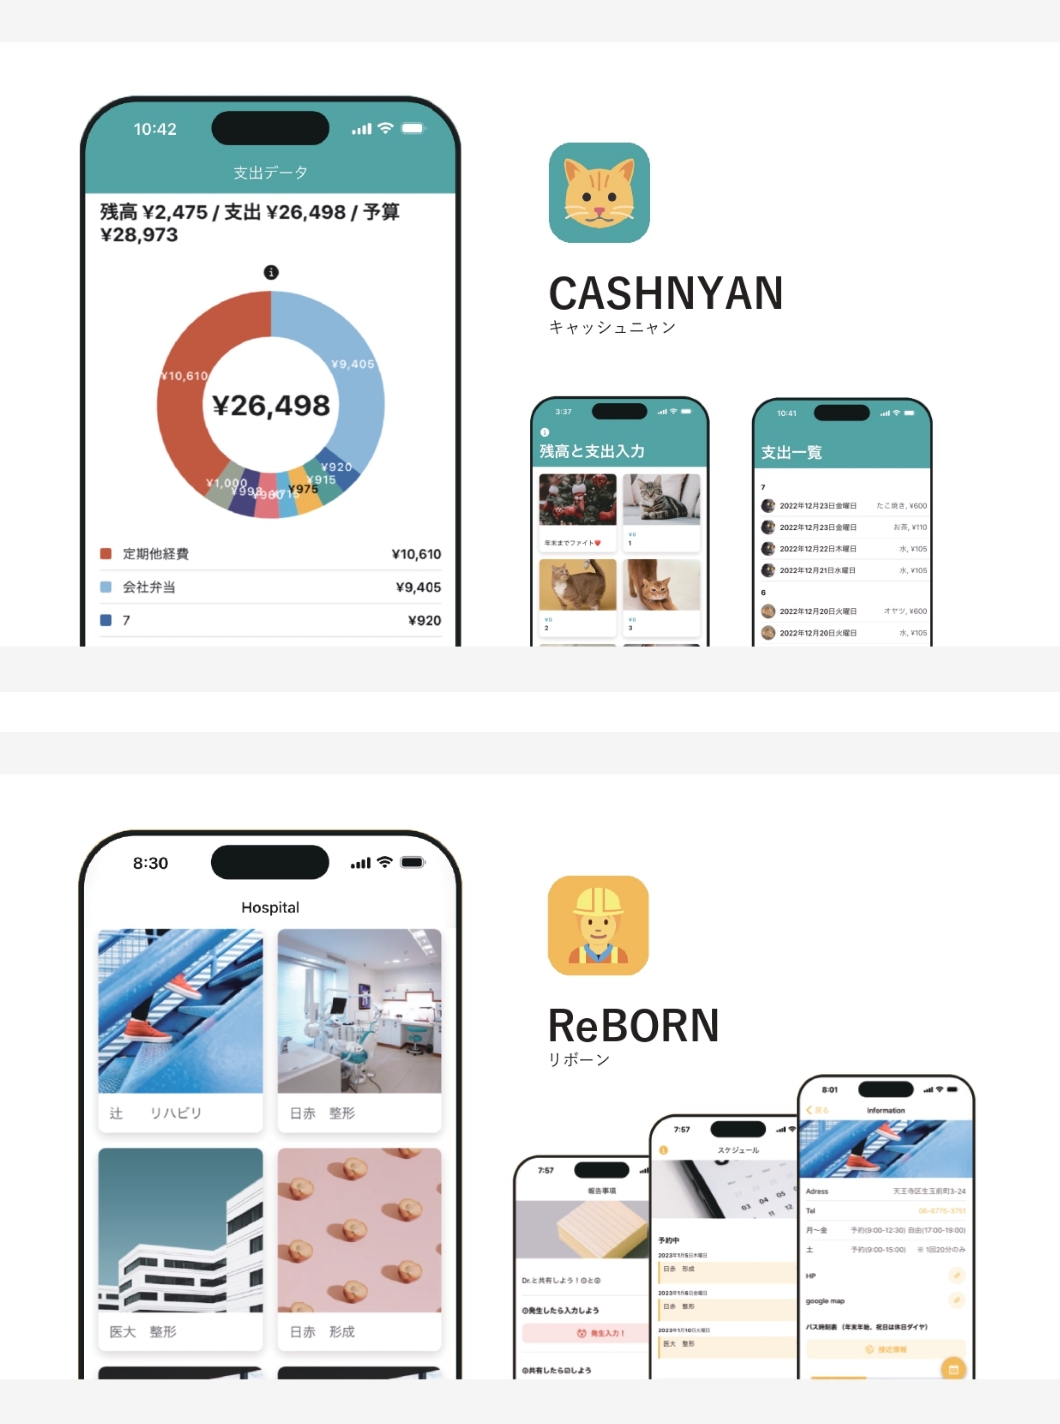 10:42
支出データ
残高 ¥2,475 / 支出 ¥26,498 / 予算
¥28,973
¥10,610
¥9,405
¥26,498
¥920
¥915
¥975
¥1,000
定期他経費 ¥10,610
会社弁当 ¥9,405
7 ¥920
CASHNYAN
キャッシュニャン
3:37
残高と支出入力
年末までファイト❤
¥0
1
¥0
2
¥0
3
10:41
支出一覧
7
2022年12月23日金曜日 たこ焼き, ¥600
2022年12月23日金曜日 お茶, ¥110
2022年12月22日木曜日 水, ¥105
2022年12月21日水曜日 水, ¥105
6
2022年12月20日火曜日 オヤツ, ¥600
2022年12月20日火曜日 水, ¥105
8:30
Hospital
辻 リハビリ
日赤 整形
医大 整形
日赤 形成
ReBORN
リボーン
7:57
報告事項
Dr.と共有しよう！①と②
①発生したら入力しよう
発生入力！
②共有したら☑しよう
7:57
スケジュール
予約中
2023年1月5日木曜日
日赤 形成
2023年1月6日金曜日
日赤 整形
2023年1月10日火曜日
医大 整形
8:01
戻る
information
Adress 天王寺区生玉前町3-24
Tel 06-6775-3751
月〜金 予約(9:00-12:30) 自由(17:00-19:00)
土 予約(9:00-15:00) ※ 1回20分のみ
HP
google map
バス時刻表 （年末年始、祝日は休日ダイヤ）
接近情報